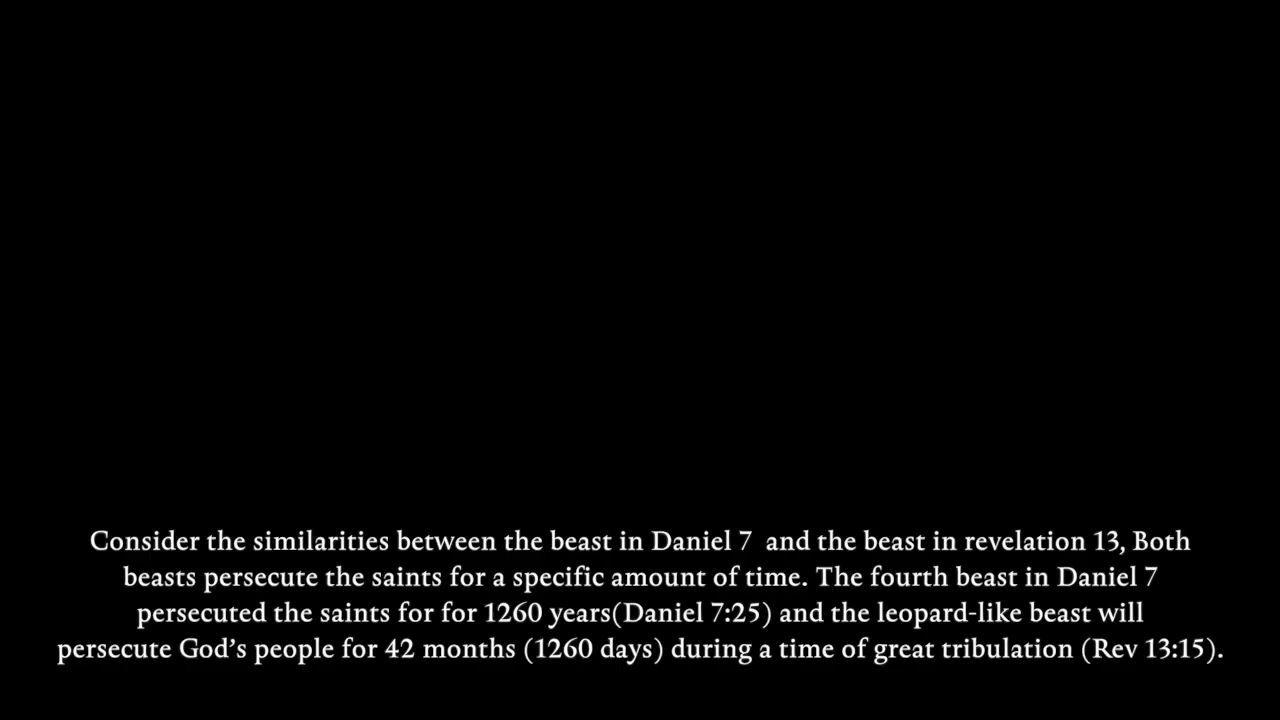 Consider the similarities between the beast in Daniel 7  and the beast in revelation 13, Both
beasts persecute the saints for a specific amount of time. The fourth beast in Daniel 7
persecuted the saints for for 1260 years(Daniel 7:25) and the leopard-like beast will
persecute God’s people for 42 months (1260 days) during a time of great tribulation (Rev 13:15).